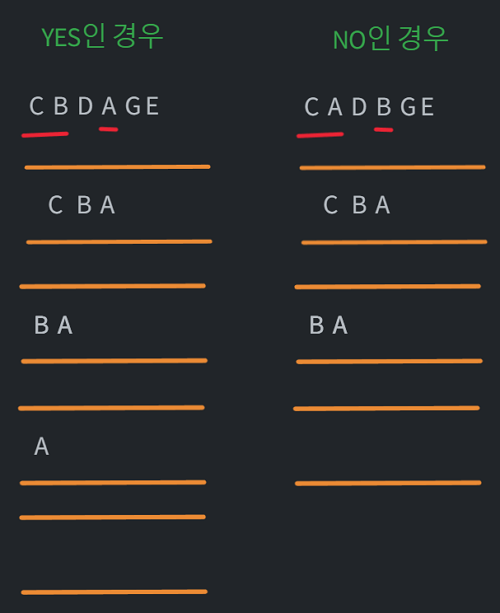 YES인 경우
C B D A G E
C B A
B A
A
NO인 경우
C A D B G E
C B A
B A